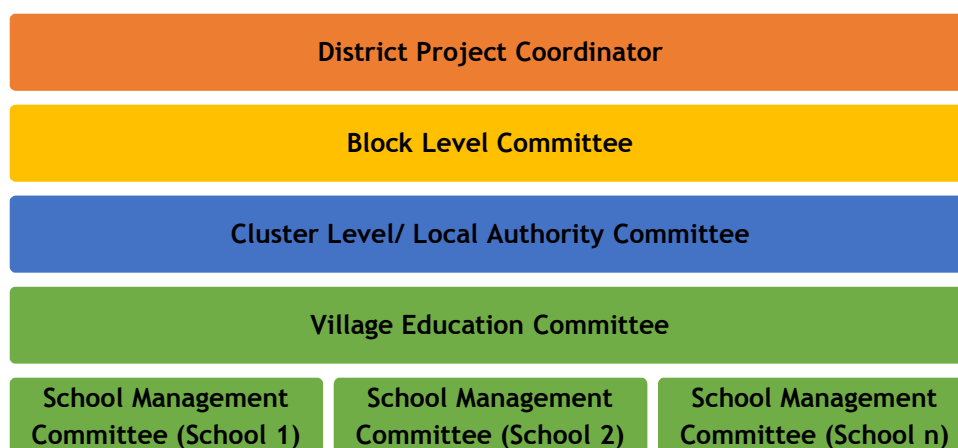 District Project Coordinator
Block Level Committee
Cluster Level/ Local Authority Committee
Village Education Committee
School Management
Committee (School 1)
School Management
Committee (School 2)
School Management
Committee (School n)